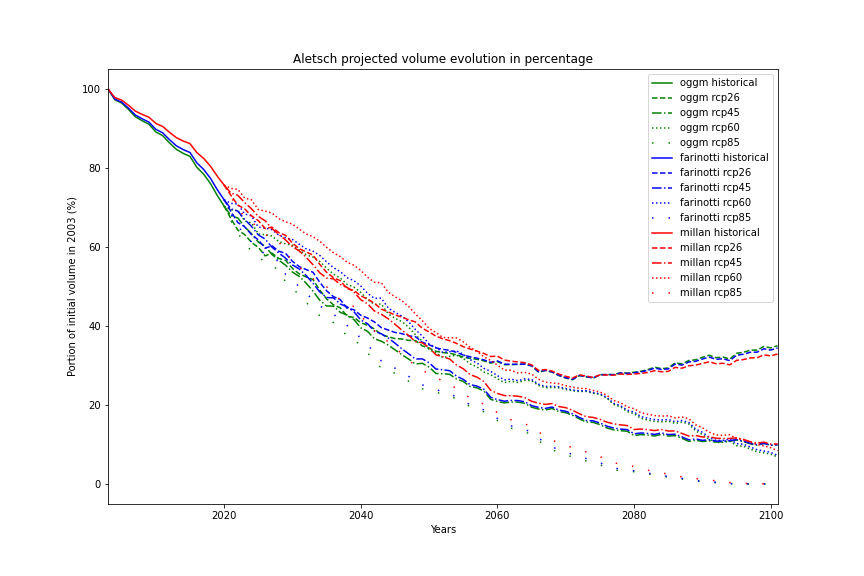 Aletsch projected volume evolution in percentage
Portion of initial volume in 2003 (%)
100
80
60
40
20
0
2020
2040
2060
2080
2100
Years
oggm historical
oggm rcp26
oggm rcp45
oggm rcp60
oggm rcp85
farinotti historical
farinotti rcp26
farinotti rcp45
farinotti rcp60
farinotti rcp85
millan historical
millan rcp26
millan rcp45
millan rcp60
millan rcp85